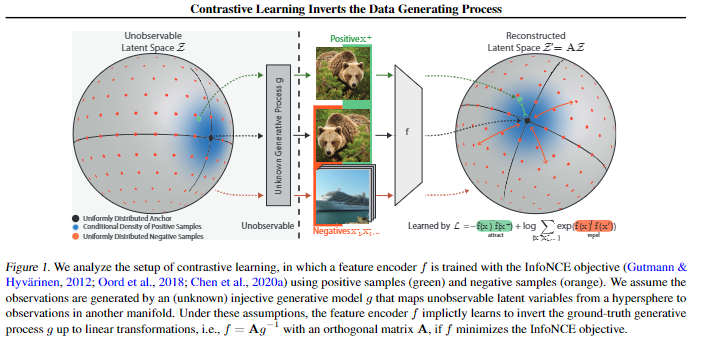 Contrastive Learning Inverts the Data Generating Process
Unobservable
Latent Space Z
Unknown Generative Process g
Positive x⁺
f
Reconstructed
Latent Space Z′ = AZ
Uniformly Distributed Anchor
Conditional Density of Positive Samples
Uniformly Distributed Negative Samples
Unobservable
Negatives
Learned by ℒ =
+ log ∑ exp
attract
repel
Figure 1. We analyze the setup of contrastive learning, in which a feature encoder f is trained with the InfoNCE objective (Gutmann &
Hyvärinen, 2012; Oord et al., 2018; Chen et al., 2020a) using positive samples (green) and negative samples (orange). We assume the
observations are generated by an (unknown) injective generative model g that maps unobservable latent variables from a hypersphere to
observations in another manifold. Under these assumptions, the feature encoder f implicitly learns to invert the ground-truth generative
process g up to linear transformations, i.e., f = Ag⁻¹ with an orthogonal matrix A, if f minimizes the InfoNCE objective.